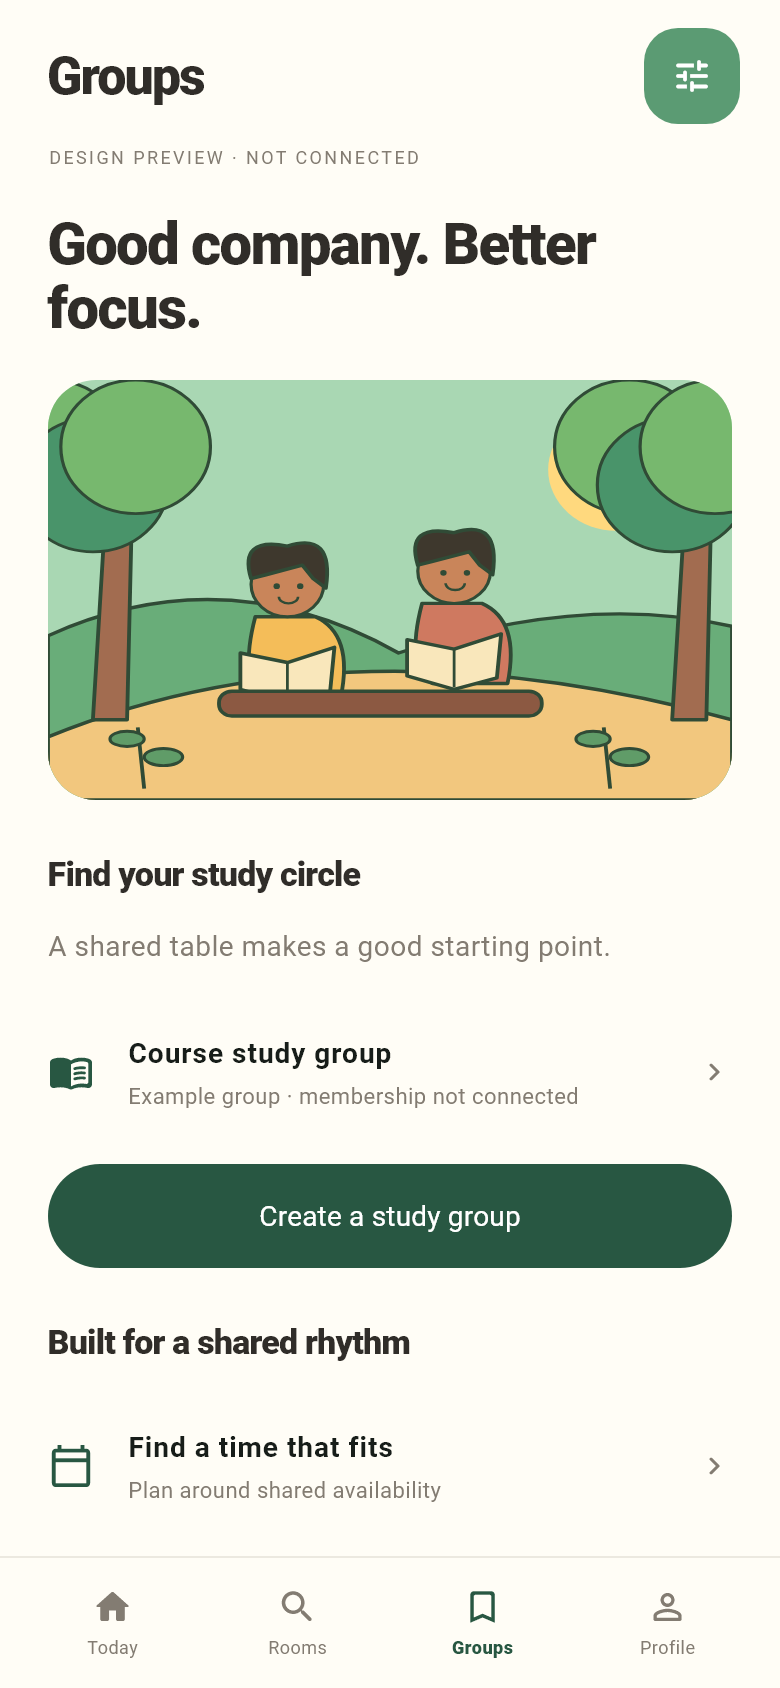 Groups
DESIGN PREVIEW · NOT CONNECTED
Good company. Better
focus.
Find your study circle
A shared table makes a good starting point.
Course study group
Example group · membership not connected
Create a study group
Built for a shared rhythm
Find a time that fits
Plan around shared availability
Today
Rooms
Groups
Profile